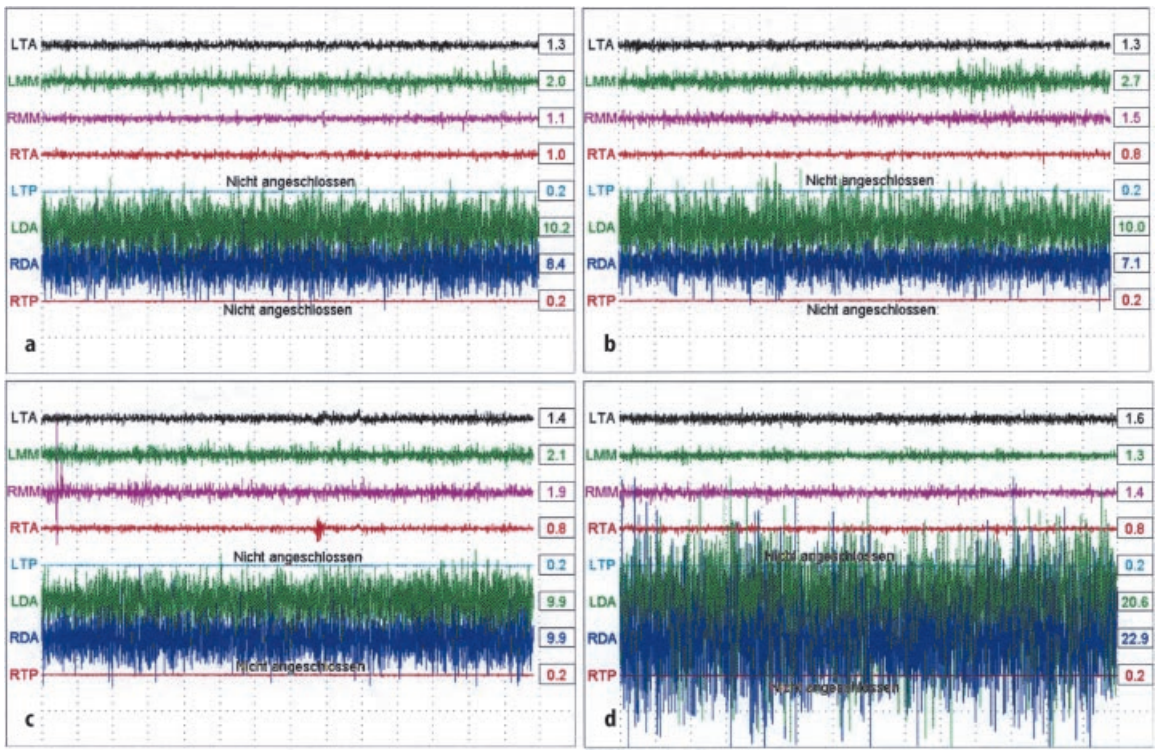 LTA 1.3
LMM 2.0
RMM 1.1
RTA 1.0
Nicht angeschlossen
LTP 0.2
LDA 10.2
RDA 8.4
RTP 0.2
Nicht angeschlossen
a
LTA 1.3
LMM 2.7
RMM 1.5
RTA 0.8
Nicht angeschlossen
LTP 0.2
LDA 10.0
RDA 7.1
RTP 0.2
Nicht angeschlossen
b
LTA 1.4
LMM 2.1
RMM 1.9
RTA 0.8
Nicht angeschlossen
LTP 0.2
LDA 9.9
RDA 9.9
Nicht angeschlossen
RTP 0.2
c
LTA 1.6
LMM 1.3
RMM 1.4
RTA 0.8
Nicht angeschlossen
LTP 0.2
LDA 20.6
RDA 22.9
RTP 0.2
Nicht angeschlossen
d